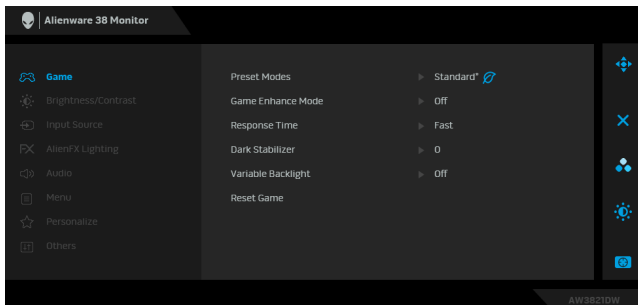 Alienware 38 Monitor
Game
Preset Modes Standard*
Brightness/Contrast
Game Enhance Mode Off
Input Source
Response Time Fast
FX AlienFX Lighting
Dark Stabilizer 0
Audio
Variable Backlight Off
Menu
Reset Game
Personalize
Others
AW3821DW